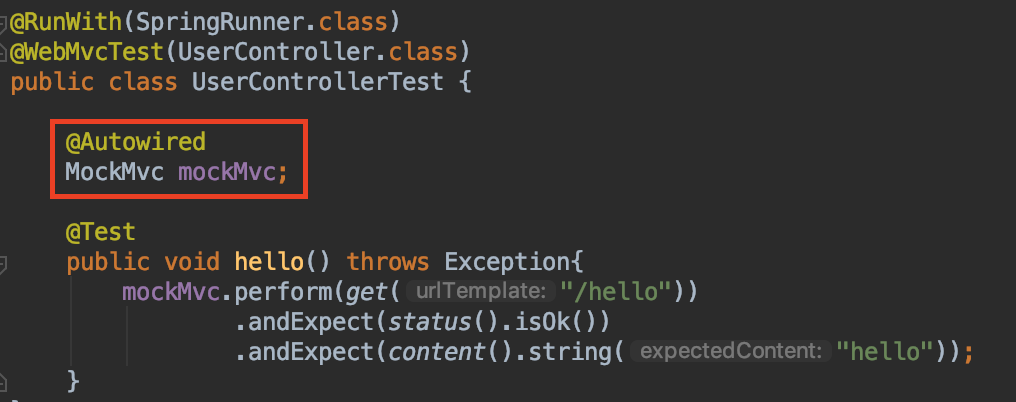 @RunWith(SpringRunner.class)
@WebMvcTest(UserController.class)
public class UserControllerTest {
@Autowired
MockMvc mockMvc;
@Test
public void hello() throws Exception{
mockMvc.perform(get( urlTemplate: "/hello"))
.andExpect(status().isOk())
.andExpect(content().string( expectedContent: "hello"));
}